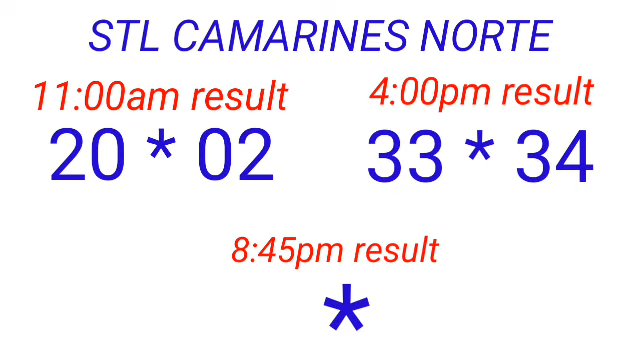 STL CAMARINES NORTE
11:00am result
20 * 02
4:00pm result
33 * 34
8:45pm result
*